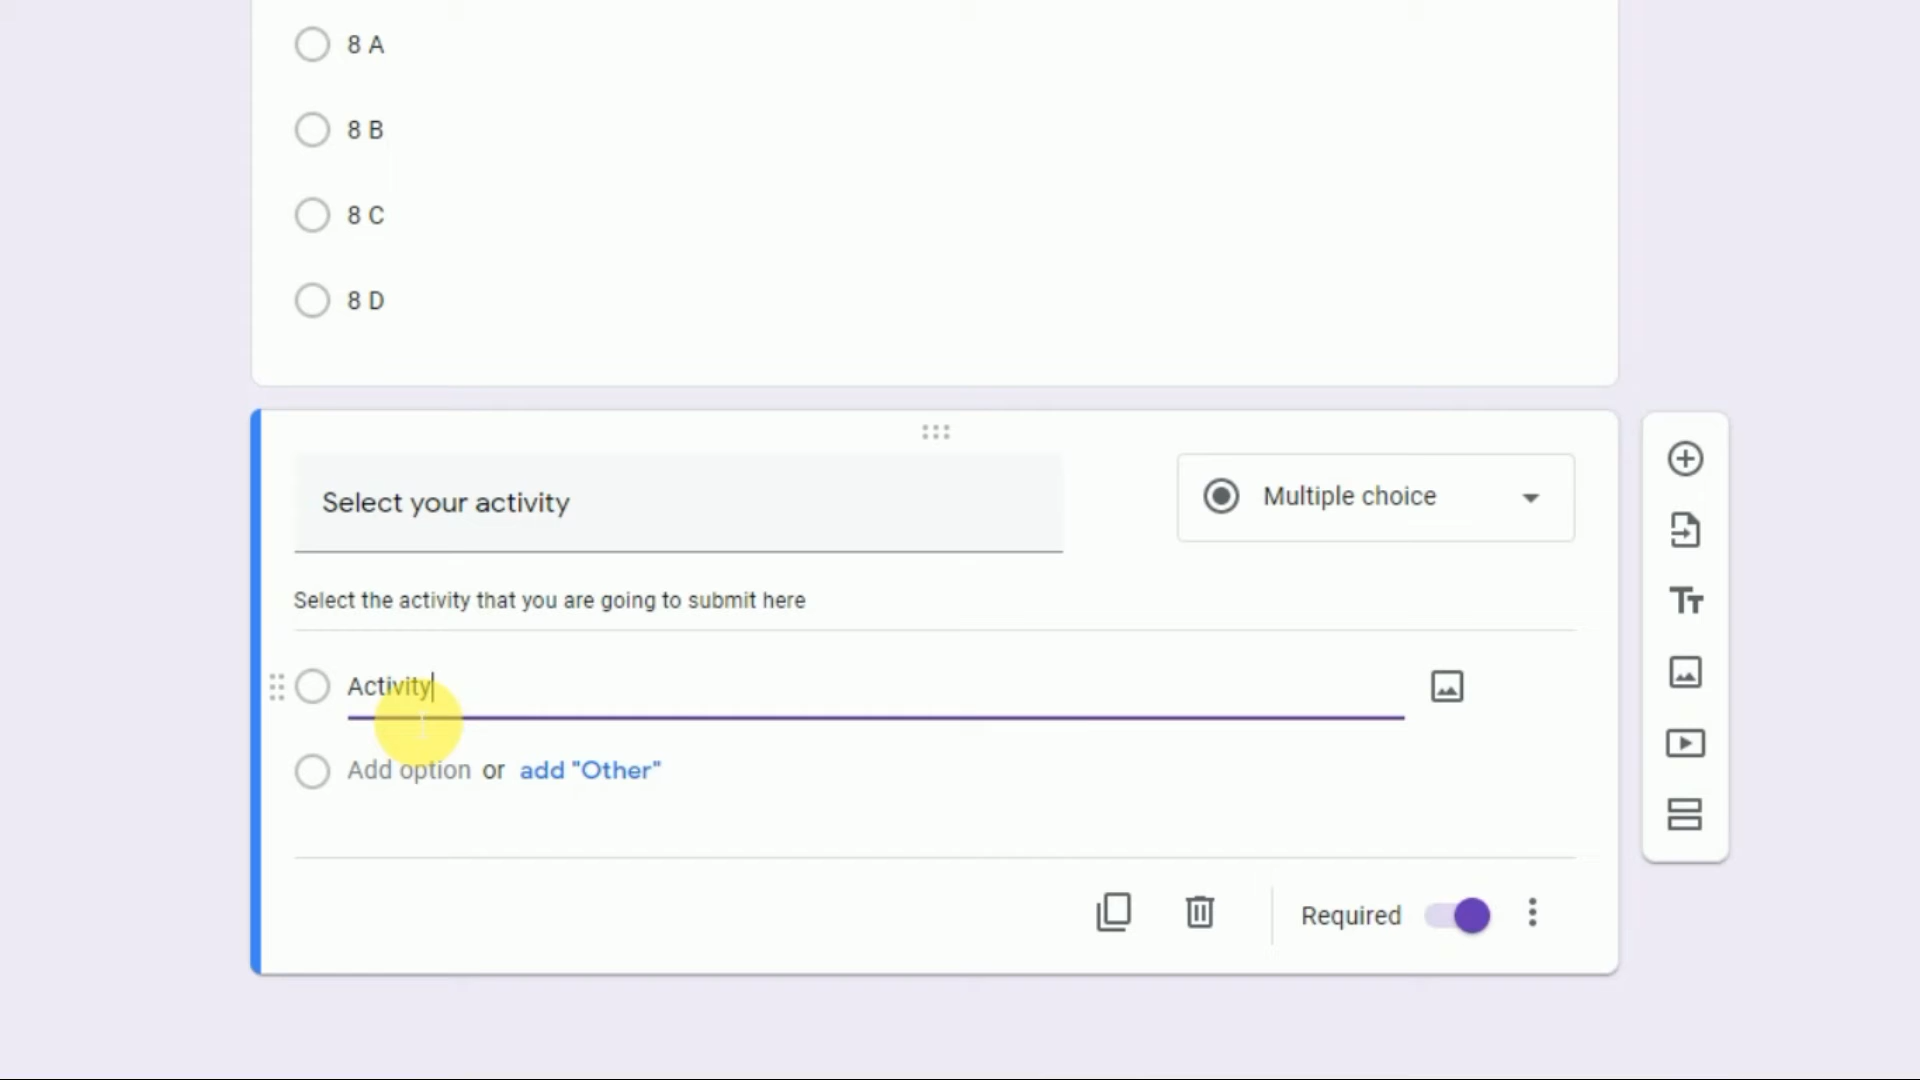 8 A
8 B
8 C
8 D
Select your activity
Multiple choice
Select the activity that you are going to submit here
Activity
Add option or add "Other"
Required